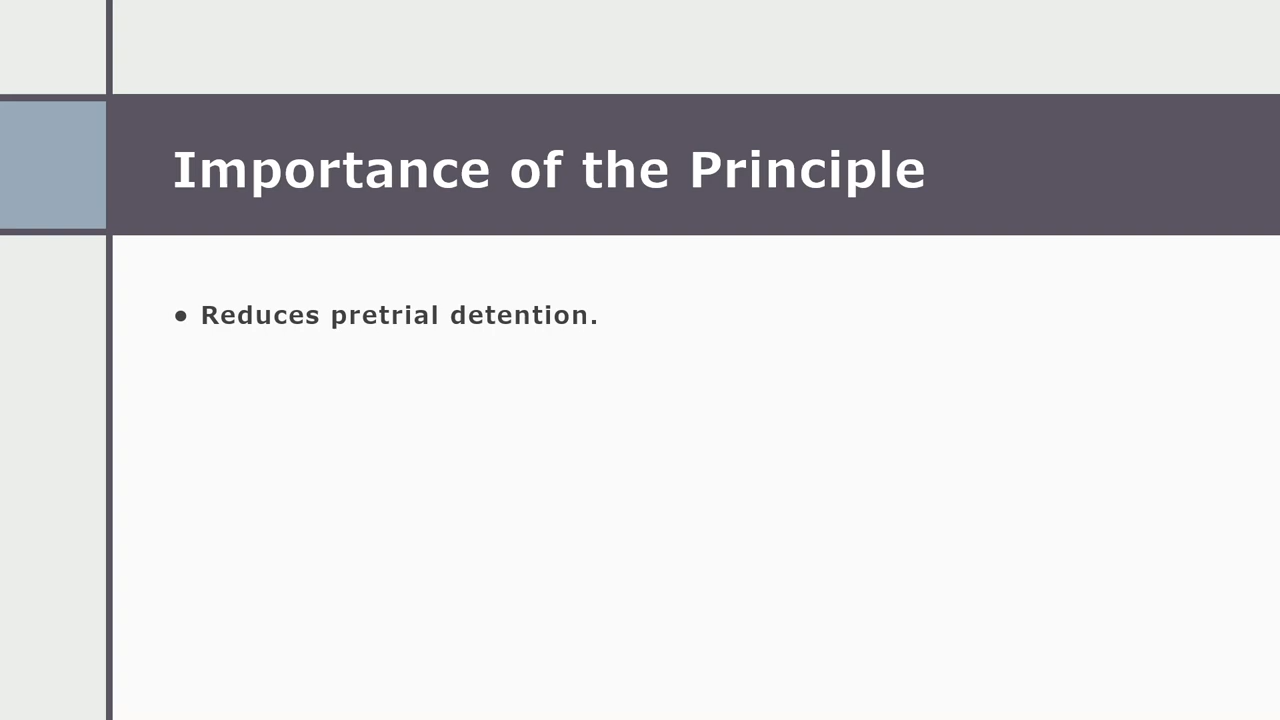 Importance of the Principle
• Reduces pretrial detention.